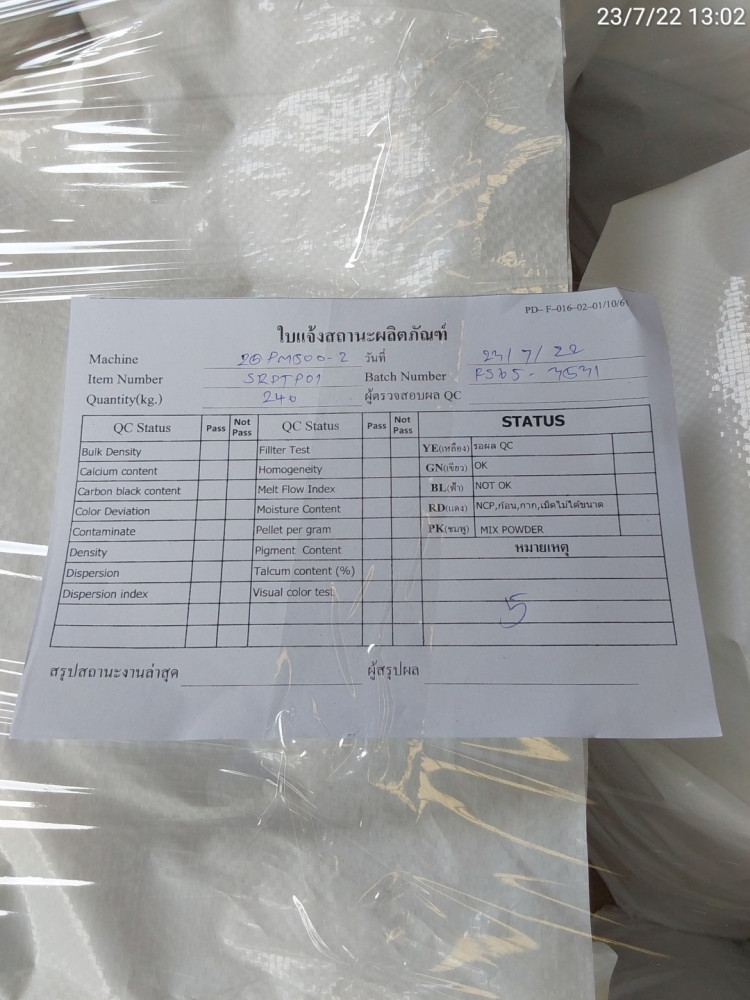 23/7/22 13:02
PD- F-016-02-01/10/61
ใบแจ้งสถานะผลิตภัณฑ์
Machine 20PM500-2 วันที่ 23/7/22
Item Number SRDTP01 Batch Number FS65-3531
Quantity(kg.) 240 ผู้ตรวจสอบผล QC
QC Status Pass Not Pass QC Status Pass Not Pass STATUS
Bulk Density Fillter Test YE(เหลือง) รอผล QC
Calcium content Homogeneity GN(เขียว) OK
Carbon black content Melt Flow Index BL(ฟ้า) NOT OK
Color Deviation Moisture Content RD(แดง) NCP,ก้อน,กาก,เม็ดไม่ได้ขนาด
Contaminate Pellet per gram PK(ชมพู) MIX POWDER
Density Pigment Content หมายเหตุ
Dispersion Talcum content (%)
Dispersion index Visual color test
5
สรุปสถานะงานล่าสุด ผู้สรุปผล